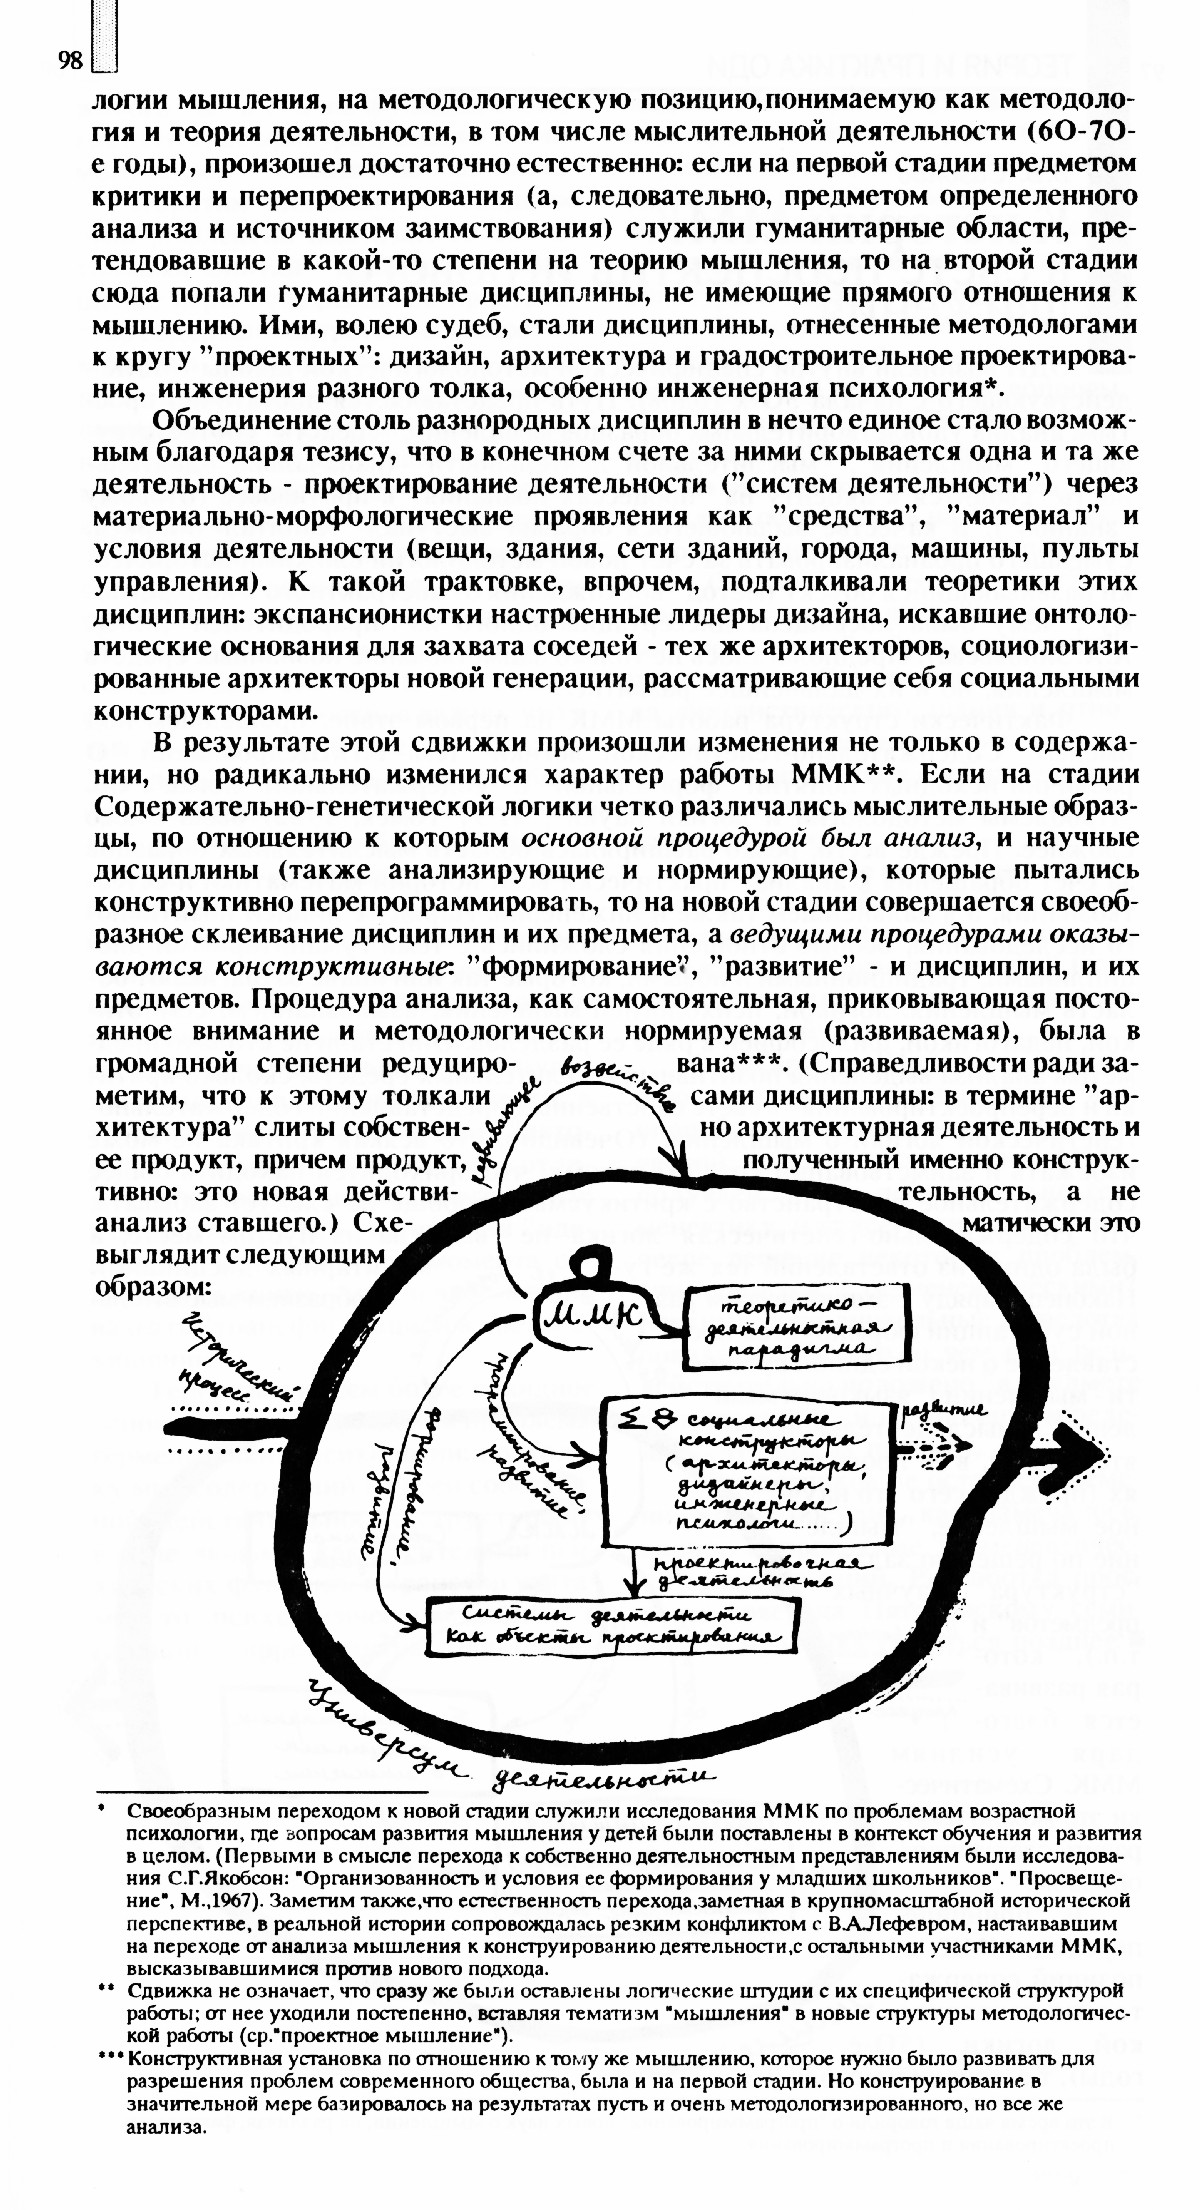 98
логии мышления, на методологическую позицию,понимаемую как методоло-
гия и теория деятельности, в том числе мыслительной деятельности (6О-7О-
е годы), произошел достаточно естественно: если на первой стадии предметом
критики и перепроектирования (а, следовательно, предметом определенного
анализа и источником заимствования) служили гуманитарные области, пре-
тендовавшие в какой-то степени на теорию мышления, то на второй стадии
сюда попали гуманитарные дисциплины, не имеющие прямого отношения к
мышлению. Ими, волею судеб, стали дисциплины, отнесенные методологами
к кругу ”проектных”: дизайн, архитектура и градостроительное проектирова-
ние, инженерия разного толка, особенно инженерная психология*.
Объединение столь разнородных дисциплин в нечто единое стало возмож-
ным благодаря тезису, что в конечном счете за ними скрывается одна и та же
деятельность - проектирование деятельности (”систем деятельности”) через
материально-морфологические проявления как ”средства”, ”материал” и
условия деятельности (вещи, здания, сети зданий, города, машины, пульты
управления). К такой трактовке, впрочем, подталкивали теоретики этих
дисциплин: экспансионистки настроенные лидеры дизайна, искавшие онтоло-
гические основания для захвата соседей - тех же архитекторов, социологизи-
рованные архитекторы новой генерации, рассматривающие себя социальными
конструкторами.
В результате этой сдвижки произошли изменения не только в содержа-
нии, но радикально изменился характер работы ММК**. Если на стадии
Содержательно-генетической логики четко различались мыслительные образ-
цы, по отношению к которым основной процедурой был анализ, и научные
дисциплины (также анализирующие и нормирующие), которые пытались
конструктивно перепрограммировать, то на новой стадии совершается своеоб-
разное склеивание дисциплин и их предмета, а ведущими процедурами оказы-
ваются конструктивные: ”формирование”, ”развитие” - и дисциплин, и их
предметов. Процедура анализа, как самостоятельная, приковывающая посто-
янное внимание и методологически нормируемая (развиваемая), была в
громадной степени редуциро- вана***. (Справедливости ради за-
метим, что к этому толкали сами дисциплины: в термине ”ар-
хитектура” слиты собствен- но архитектурная деятельность и
ее продукт, причем продукт, полученный именно конструк-
тивно: это новая действи- тельность, а не
анализ ставшего.) Схе- матически это
выглядит следующим
образом:
развивающее воздействие
Исторический
процесс
ММК
теоретико —
деятельностная
парадигма
программирование,
развитие
формирование,
развитие
Σ социальные
конструкторы
(архитекторы,
дизайнеры,
инженерные
психологи......)
развитие
проектировочная
деятельность
Системы деятельности
как объекты проектирования
Универсум деятельности
* Своеобразным переходом к новой стадии служили исследования ММК по проблемам возрастной
психологии, где вопросам развития мышления у детей были поставлены в контекст обучения и развития
в целом. (Первыми в смысле перехода к собственно деятельностным представлениям были исследова-
ния С.Г.Якобсон: "Организованность и условия ее формирования у младших школьников". "Просвеще-
ние", М.,1967). Заметим также,что естественность перехода,заметная в крупномасштабной исторической
перспективе, в реальной истории сопровождалась резким конфликтом с В.А.Лефевром, настаивавшим
на переходе от анализа мышления к конструированию деятельности,с остальными участниками ММК,
высказывавшимися против нового подхода.
** Сдвижка не означает, что сразу же были оставлены логические штудии с их специфической структурой
работы; от нее уходили постепенно, вставляя тематизм "мышления" в новые структуры методологичес-
кой работы (ср."проектное мышление").
*** Конструктивная установка по отношению к тому же мышлению, которое нужно было развивать для
разрешения проблем современного общества, была и на первой стадии. Но конструирование в
значительной мере базировалось на результатах пусть и очень методологизированного, но все же
анализа.